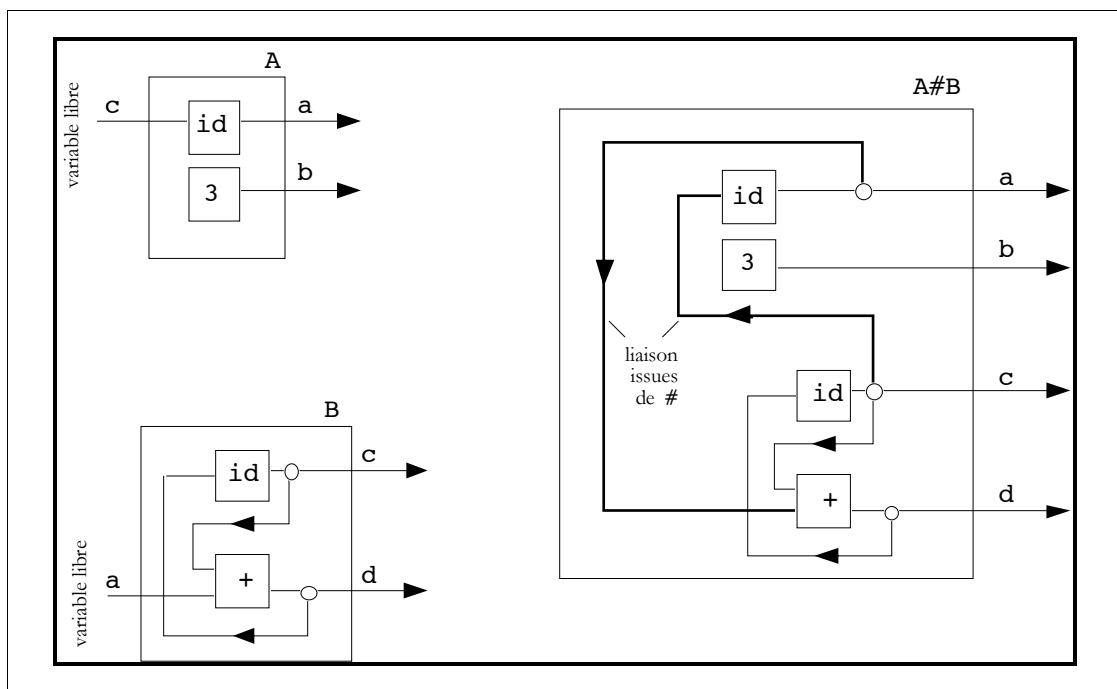 A
variable libre
c
id
a
3
b
B
id
c
variable libre
a
+
d
A#B
id
a
3
b
liaison
issues
de #
id
c
+
d